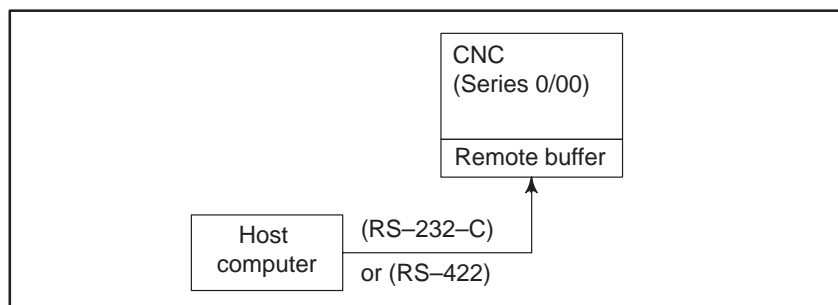 CNC
(Series 0/00)
Remote buffer
Host
computer
(RS–232–C)
or (RS–422)